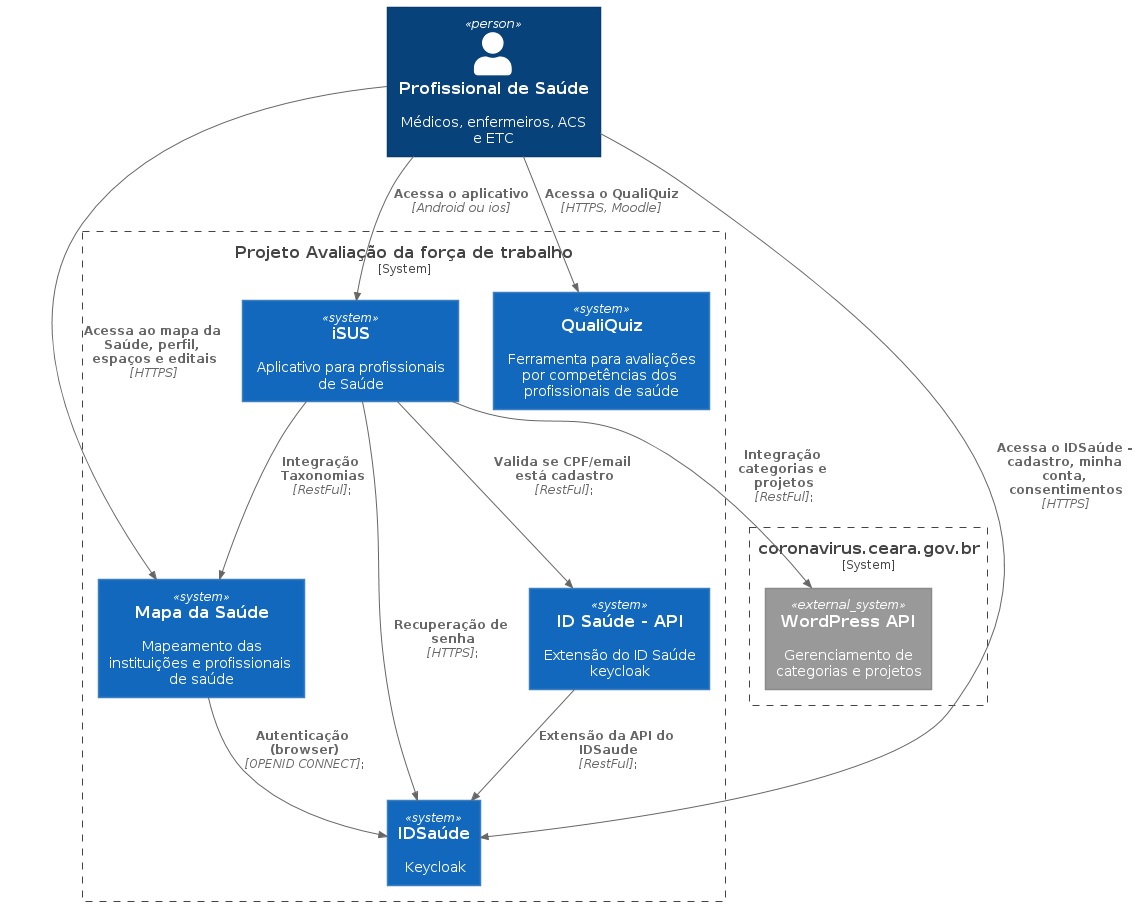 «person»
Profissional de Saúde
Médicos, enfermeiros, ACS
e ETC
Acessa o aplicativo
[Android ou ios]
Acessa o QualiQuiz
[HTTPS, Moodle]
Projeto Avaliação da força de trabalho
[System]
«system»
iSUS
Aplicativo para profissionais
de Saúde
«system»
QualiQuiz
Ferramenta para avaliações
por competências dos
profissionais de saúde
Acessa ao mapa da
Saúde, perfil,
espaços e editais
[HTTPS]
Integração
Taxonomias
[RestFul];
Valida se CPF/email
está cadastro
[RestFul];
Integração
categorias e
projetos
[RestFul];
Acessa o IDSaúde -
cadastro, minha
conta,
consentimentos
[HTTPS]
coronavirus.ceara.gov.br
[System]
«system»
Mapa da Saúde
Mapeamento das
instituições e profissionais
de saúde
Recuperação de
senha
[HTTPS];
«system»
ID Saúde - API
Extensão do ID Saúde
keycloak
«external_system»
WordPress API
Gerenciamento de
categorias e projetos
Autenticação
(browser)
[OPENID CONNECT];
Extensão da API do
IDSaude
[RestFul];
«system»
IDSaúde
Keycloak